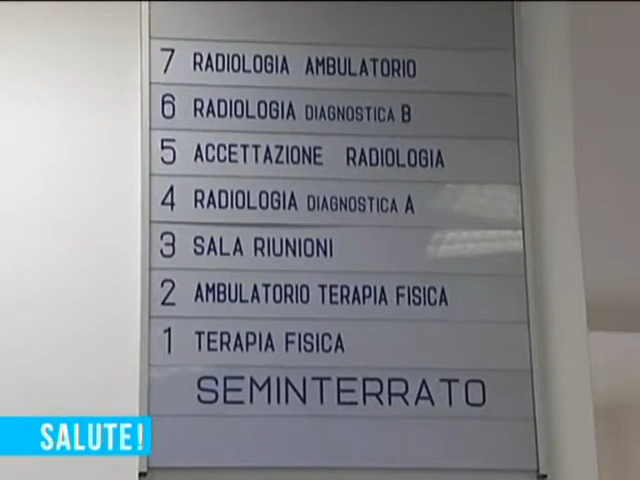 7 RADIOLOGIA AMBULATORIO
6 RADIOLOGIA DIAGNOSTICA B
5 ACCETTAZIONE RADIOLOGIA
4 RADIOLOGIA DIAGNOSTICA A
3 SALA RIUNIONI
2 AMBULATORIO TERAPIA FISICA
1 TERAPIA FISICA
SEMINTERRATO
SALUTE!